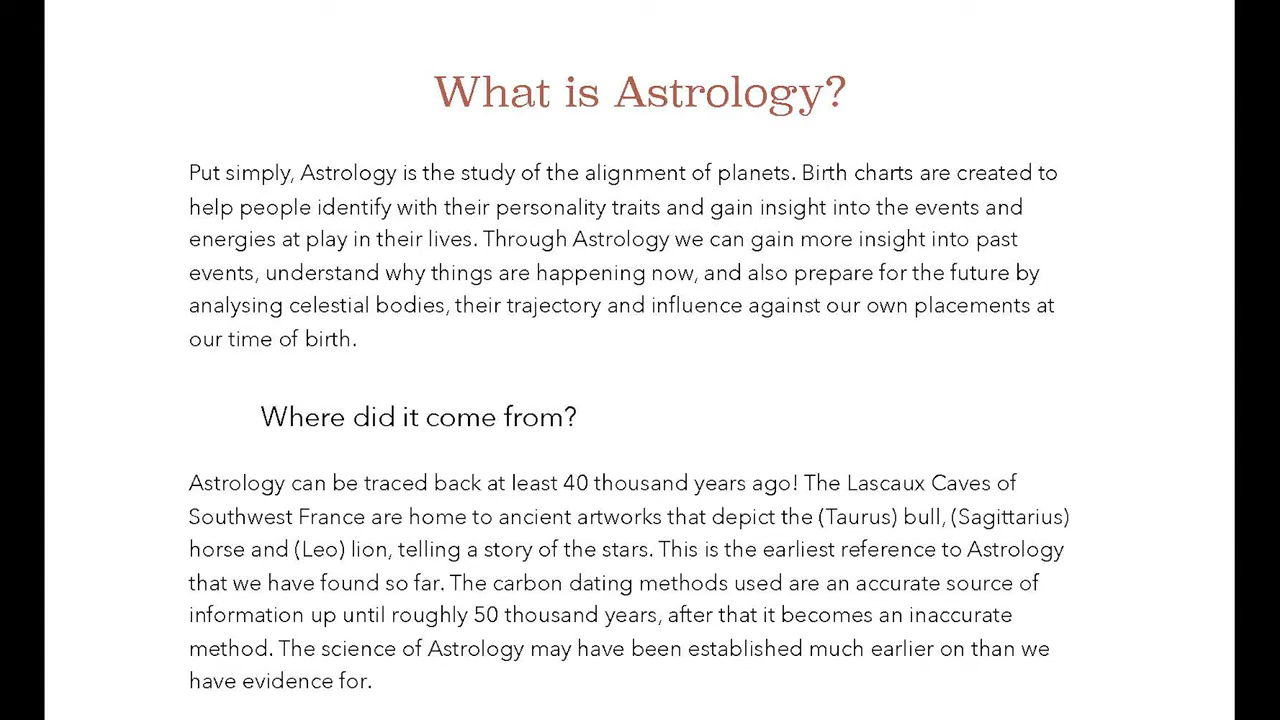 What is Astrology?
Put simply, Astrology is the study of the alignment of planets. Birth charts are created to
help people identify with their personality traits and gain insight into the events and
energies at play in their lives. Through Astrology we can gain more insight into past
events, understand why things are happening now, and also prepare for the future by
analysing celestial bodies, their trajectory and influence against our own placements at
our time of birth.
Where did it come from?
Astrology can be traced back at least 40 thousand years ago! The Lascaux Caves of
Southwest France are home to ancient artworks that depict the (Taurus) bull, (Sagittarius)
horse and (Leo) lion, telling a story of the stars. This is the earliest reference to Astrology
that we have found so far. The carbon dating methods used are an accurate source of
information up until roughly 50 thousand years, after that it becomes an inaccurate
method. The science of Astrology may have been established much earlier on than we
have evidence for.